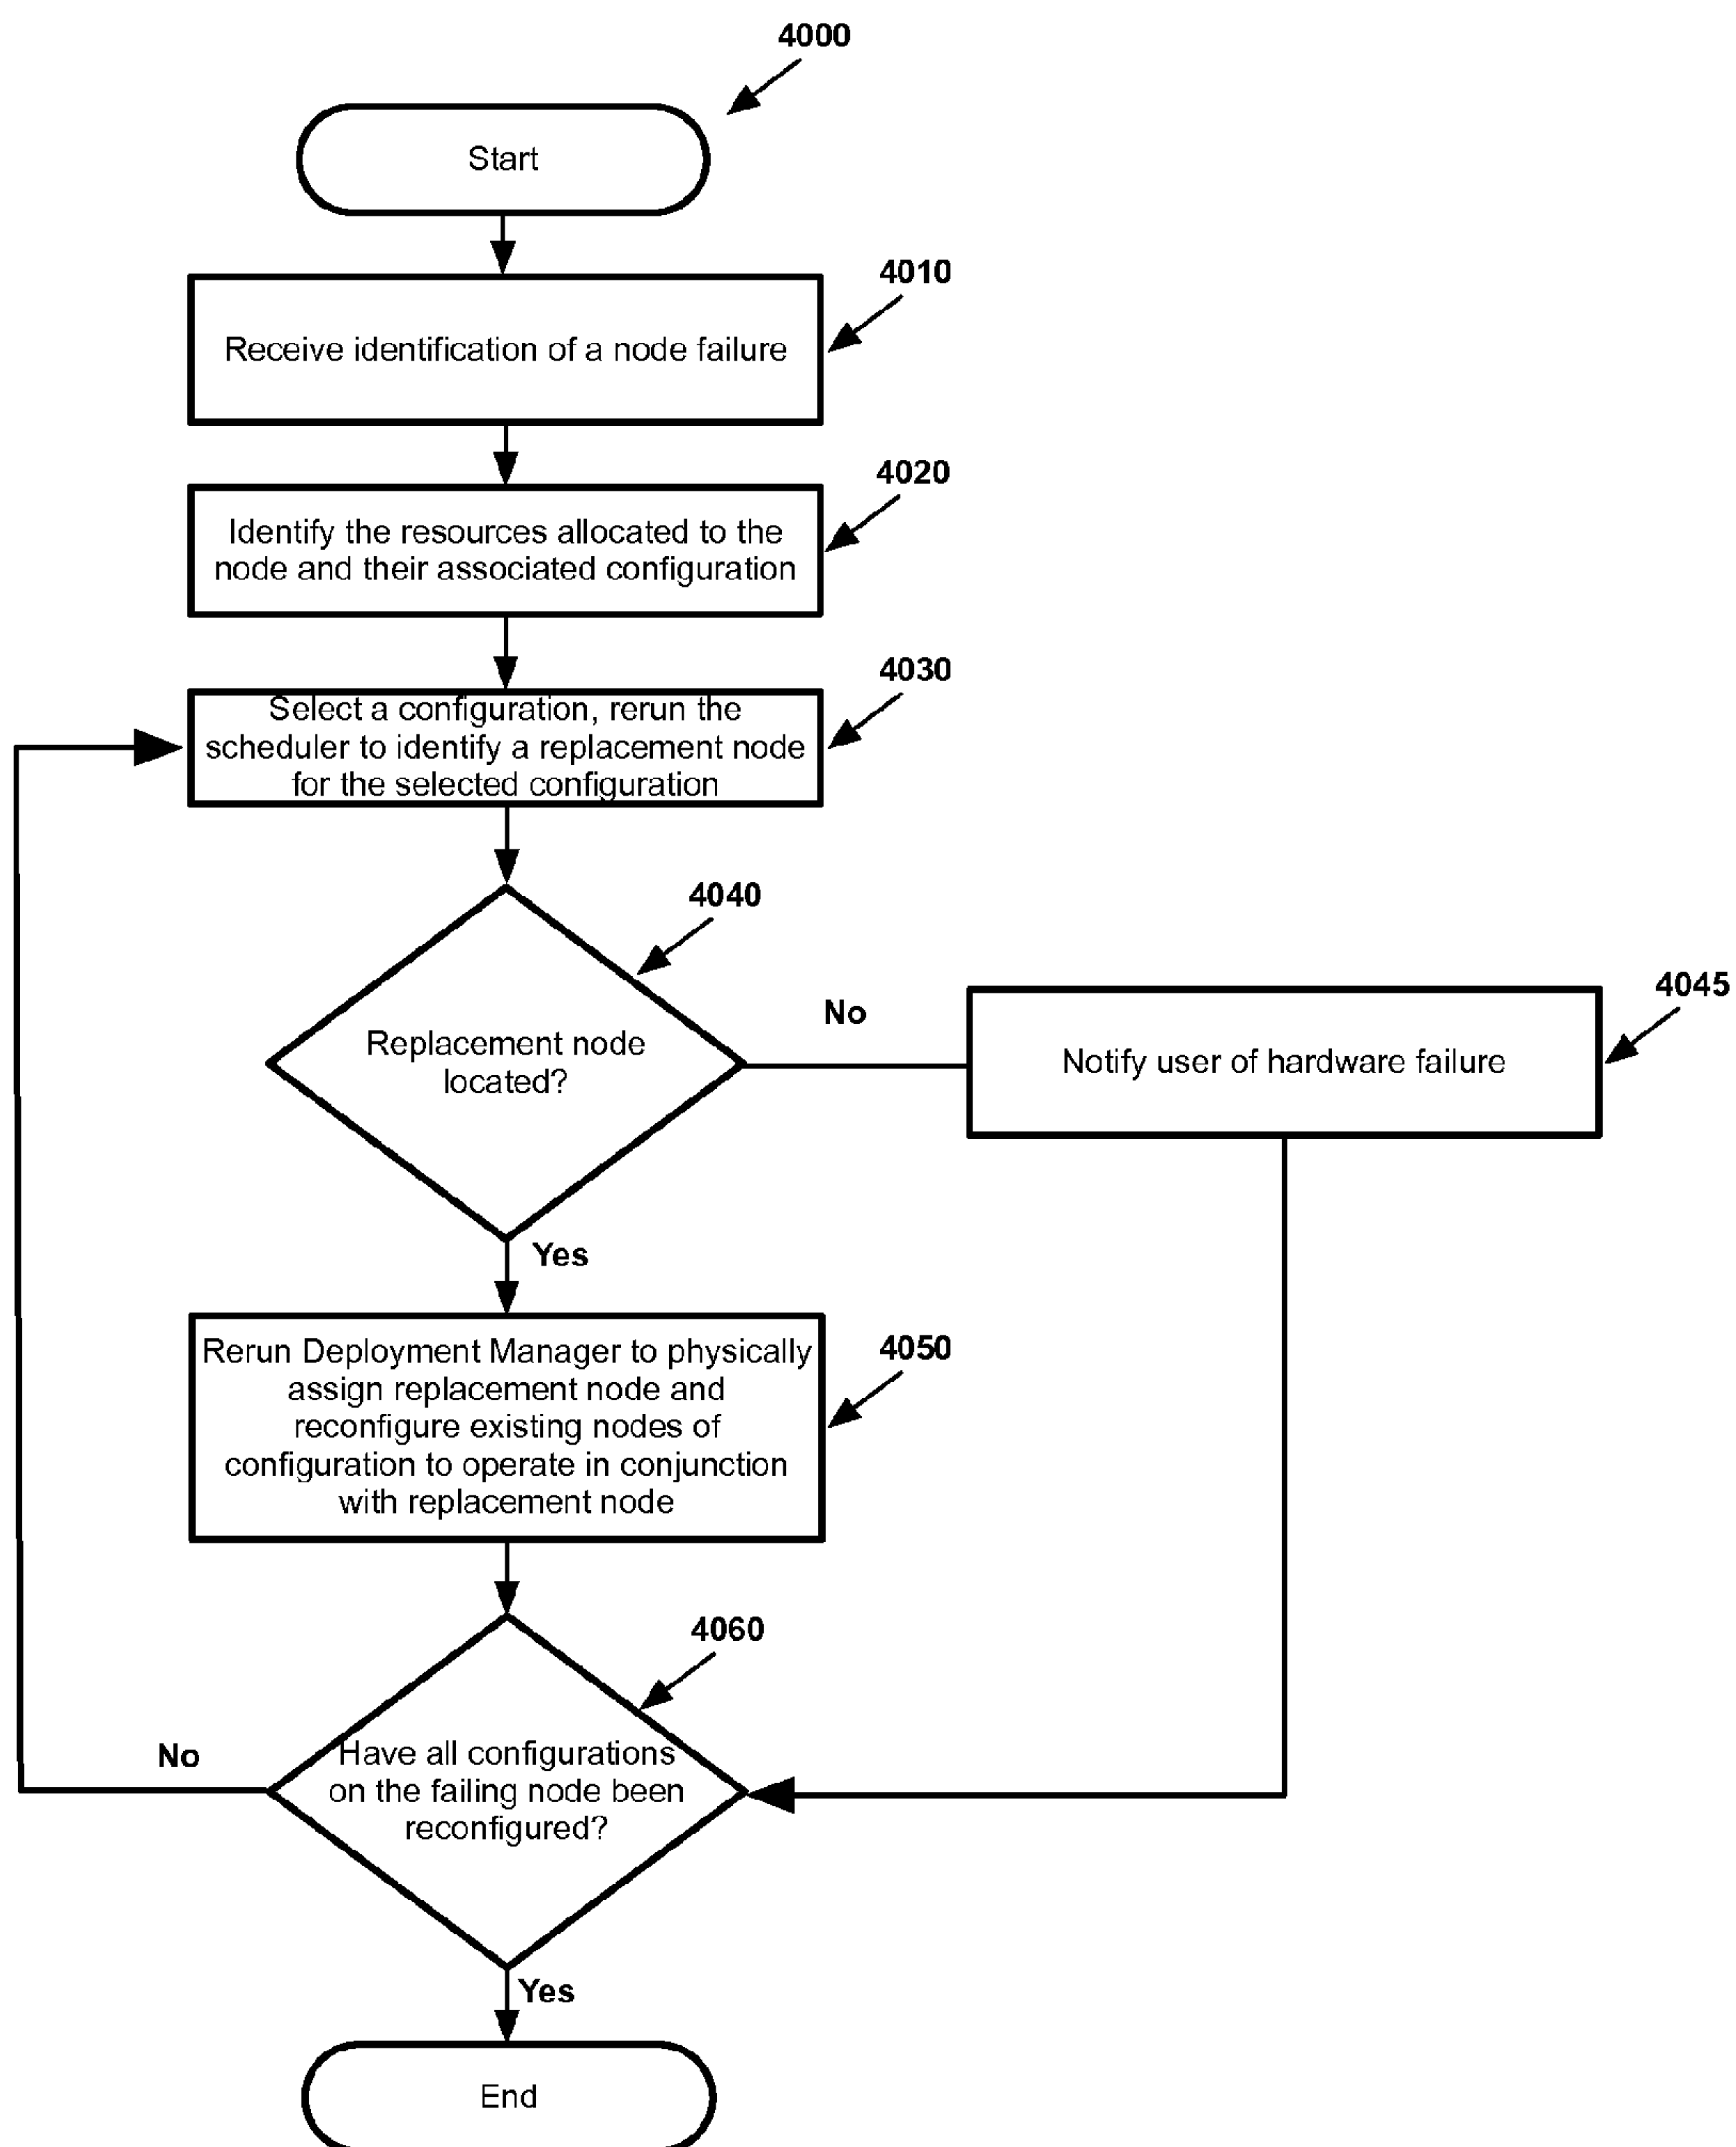 4000
Start
4010
Receive identification of a node failure
4020
Identify the resources allocated to the
node and their associated configuration
4030
Select a configuration, rerun the
scheduler to identify a replacement node
for the selected configuration
4040
Replacement node
located?
No
4045
Notify user of hardware failure
Yes
4050
Rerun Deployment Manager to physically
assign replacement node and
reconfigure existing nodes of
configuration to operate in conjunction
with replacement node
4060
Have all configurations
on the failing node been
reconfigured?
No
Yes
End